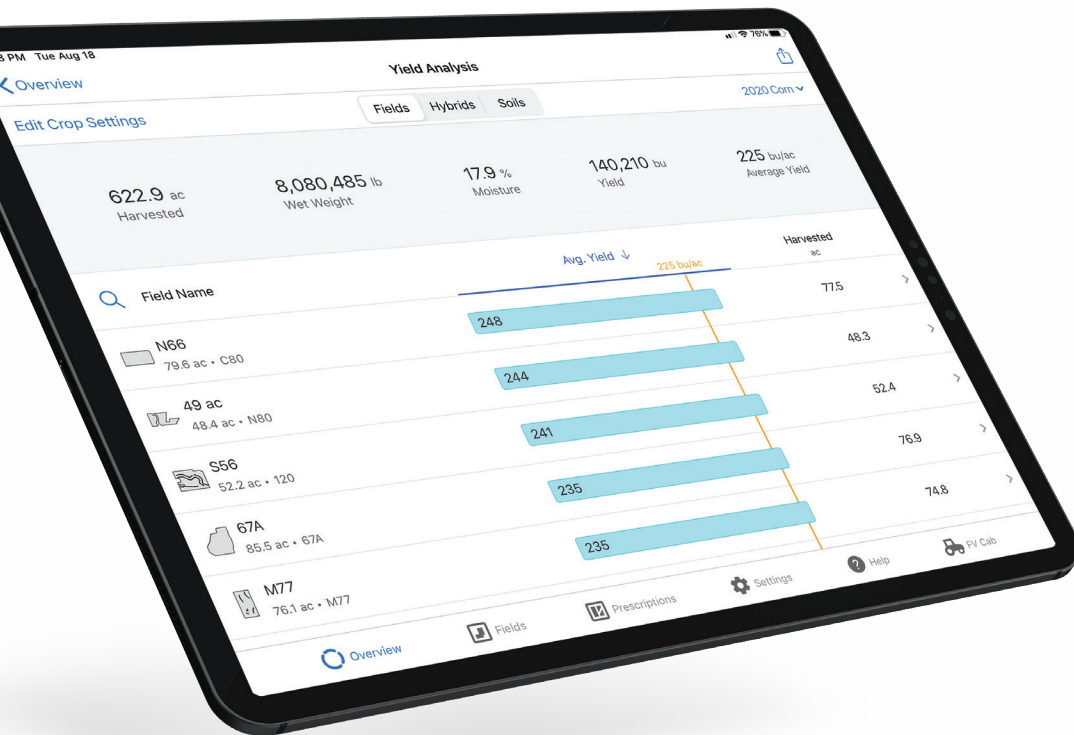 PM Tue Aug 18
76%
Overview
Yield Analysis
Edit Crop Settings
Fields Hybrids Soils
2020 Corn
622.9 ac
Harvested
8,080,485 lb
Wet Weight
17.9 %
Moisture
140,210 bu
Yield
225 bu/ac
Average Yield
Field Name
Avg. Yield ↓
225 bu/ac
Harvested
ac
N66
79.6 ac • C80
248
77.5
49 ac
48.4 ac • N80
244
48.3
S56
52.2 ac • 120
241
52.4
67A
85.5 ac • 67A
235
76.9
M77
76.1 ac • M77
235
74.8
Overview
Fields
Prescriptions
Settings
Help
FV Cab